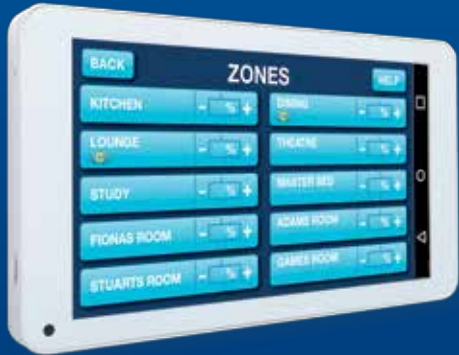 BACK
ZONES
HELP
KITCHEN - % +
DINING - % +
LOUNGE - % +
THEATRE - % +
STUDY - % +
MASTER BED - % +
FIONAS ROOM - % +
ADAMS ROOM - % +
STUARTS ROOM - % +
GAMES ROOM - % +